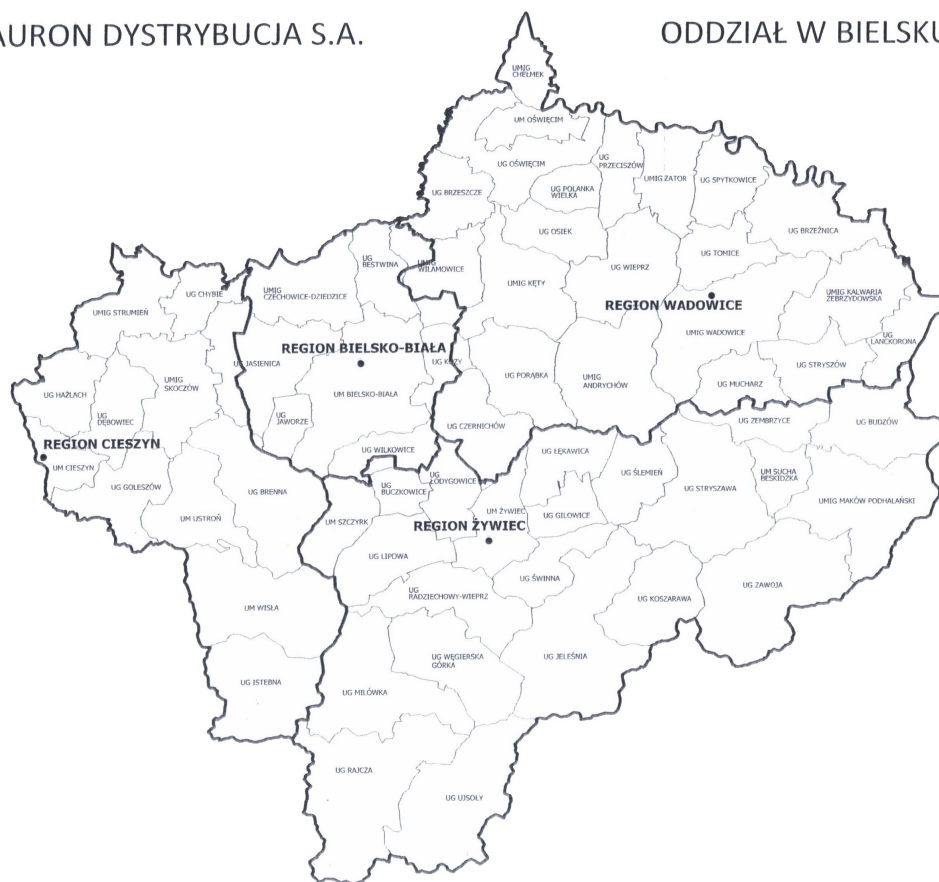 AURON DYSTRYBUCJA S.A.
ODDZIAŁ W BIELSKU
UMIG
CHEŁMEK
UM OŚWIĘCIM
UG OŚWIĘCIM
UG
PRZECISZÓW
UMIG ZATOR
UG SPYTKOWICE
UG BRZESZCZE
UG POLANKA
WIELKA
UG OSIEK
UG BRZEŹNICA
UG
BESTWINA
UMIG
WILAMOWICE
UG WIEPRZ
UG TOMICE
UMIG KĘTY
UMIG KALWARIA
ZEBRZYDOWSKA
UG CHYBIE
UMIG
CZECHOWICE-DZIEDZICE
REGION WADOWICE
UMIG STRUMIEŃ
UMIG WADOWICE
UG
LANCKORONA
REGION BIELSKO-BIAŁA
UG JASIENICA
UG KOZY
UMIG
SKOCZÓW
UG PORĄBKA
UMIG
ANDRYCHÓW
UG STRYSZÓW
UG MUCHARZ
UG HAŻLACH
UM BIELSKO-BIAŁA
UG
DĘBOWIEC
UG
JAWORZE
UG CZERNICHÓW
UG ZEMBRZYCE
UG BUDZÓW
REGION CIESZYN
UG WILKOWICE
UG ŁĘKAWICA
UM CIESZYN
UG ŚLEMIEŃ
UM SUCHA
BESKIDZKA
UG GOLESZÓW
UG BRENNA
UG
BUCZKOWICE
UG
ŁODYGOWICE
UG STRYSZAWA
UMIG MAKÓW PODHALAŃSKI
UM USTROŃ
UM SZCZYRK
UM ŻYWIEC
UG GILOWICE
REGION ŻYWIEC
UG LIPOWA
UG ŚWINNA
UG ZAWOJA
UG
RADZIECHOWY-WIEPRZ
UG KOSZARAWA
UM WISŁA
UG WĘGIERSKA
GÓRKA
UG JELEŚNIA
UG ISTEBNA
UG MILÓWKA
UG RAJCZA
UG UJSOŁY